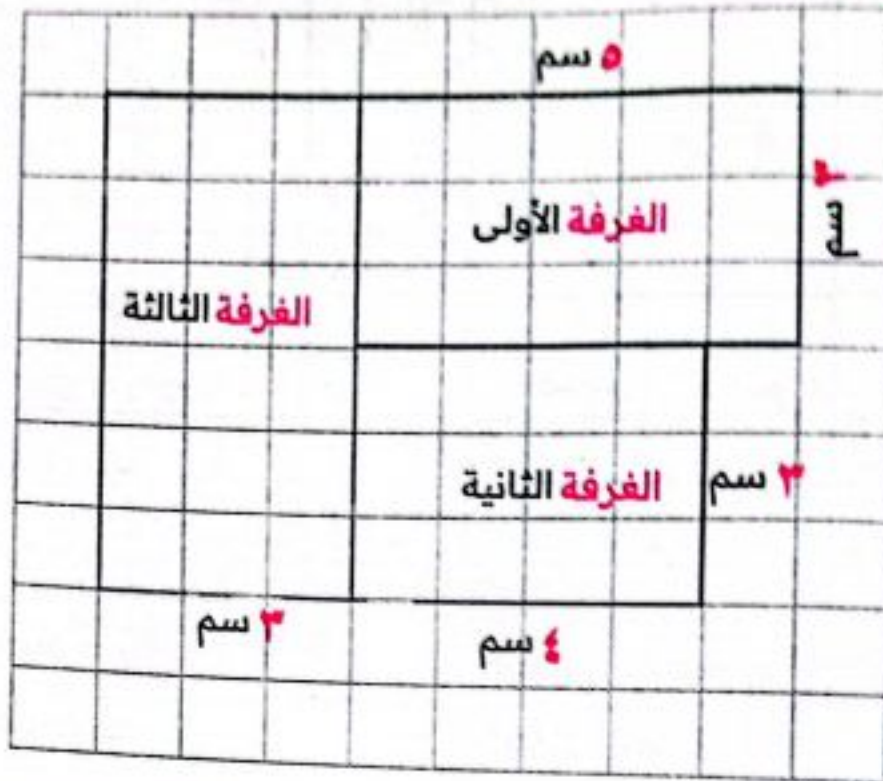 ٥ سم
٣ سم
الغرفة الأولى
الغرفة الثالثة
الغرفة الثانية
٣ سم
٣ سم
٤ سم